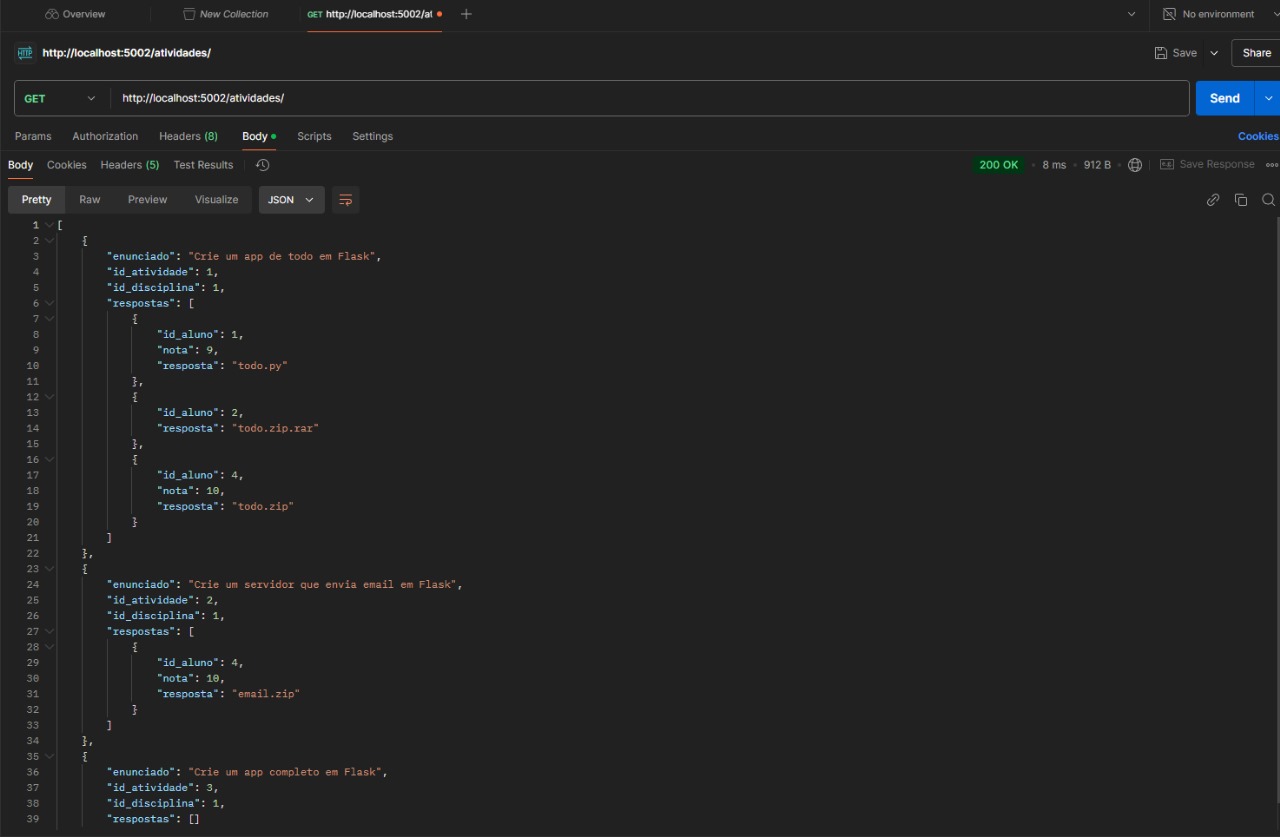 Overview New Collection GET http://localhost:5002/at + No environment
HTTP http://localhost:5002/atividades/ Save Share
GET http://localhost:5002/atividades/ Send
Params Authorization Headers (8) Body Scripts Settings Cookies
Body Cookies Headers (5) Test Results 200 OK 8 ms 912 B Save Response
Pretty Raw Preview Visualize JSON
1 [
2 {
3 "enunciado": "Crie um app de todo em Flask",
4 "id_atividade": 1,
5 "id_disciplina": 1,
6 "respostas": [
7 {
8 "id_aluno": 1,
9 "nota": 9,
10 "resposta": "todo.py"
11 },
12 {
13 "id_aluno": 2,
14 "resposta": "todo.zip.rar"
15 },
16 {
17 "id_aluno": 4,
18 "nota": 10,
19 "resposta": "todo.zip"
20 }
21 ]
22 },
23 {
24 "enunciado": "Crie um servidor que envia email em Flask",
25 "id_atividade": 2,
26 "id_disciplina": 1,
27 "respostas": [
28 {
29 "id_aluno": 4,
30 "nota": 10,
31 "resposta": "email.zip"
32 }
33 ]
34 },
35 {
36 "enunciado": "Crie um app completo em Flask",
37 "id_atividade": 3,
38 "id_disciplina": 1,
39 "respostas": []